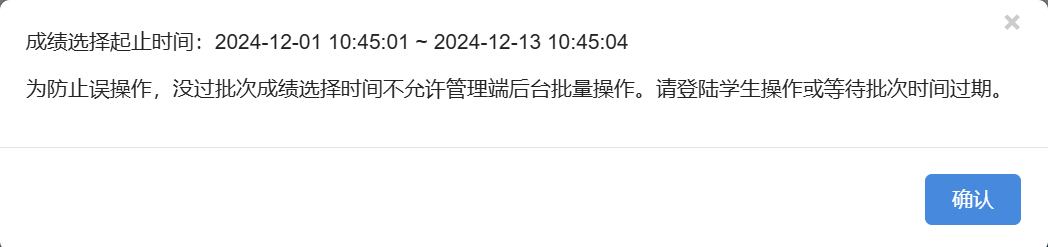 成绩选择起止时间：2024-12-01 10:45:01 ~ 2024-12-13 10:45:04
为防止误操作，没过批次成绩选择时间不允许管理端后台批量操作。请登陆学生操作或等待批次时间过期。
确认